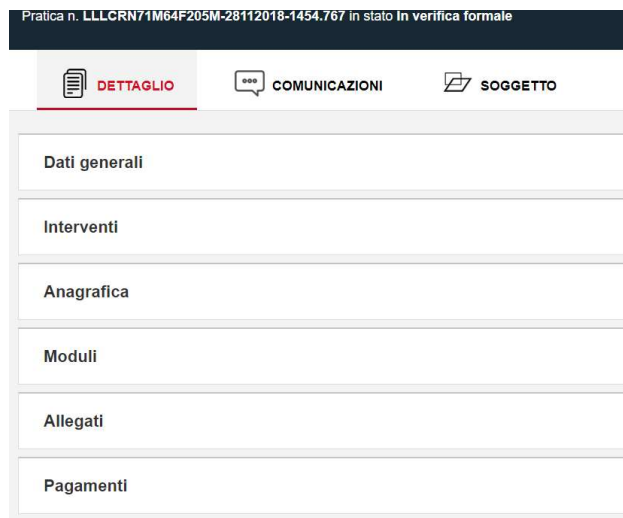 Pratica n. LLLCRN71M64F205M-28112018-1454.767 in stato In verifica formale
DETTAGLIO COMUNICAZIONI SOGGETTO
Dati generali
Interventi
Anagrafica
Moduli
Allegati
Pagamenti